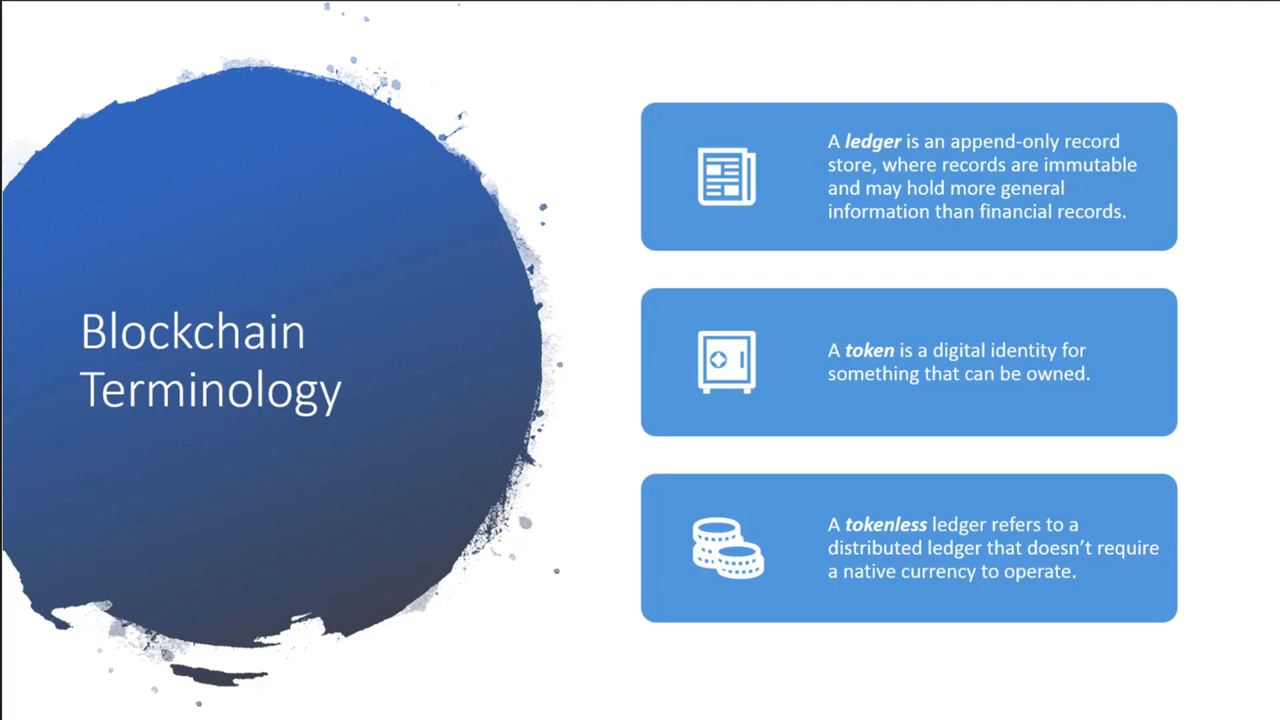 Blockchain
Terminology
A ledger is an append-only record
store, where records are immutable
and may hold more general
information than financial records.
A token is a digital identity for
something that can be owned.
A tokenless ledger refers to a
distributed ledger that doesn’t require
a native currency to operate.